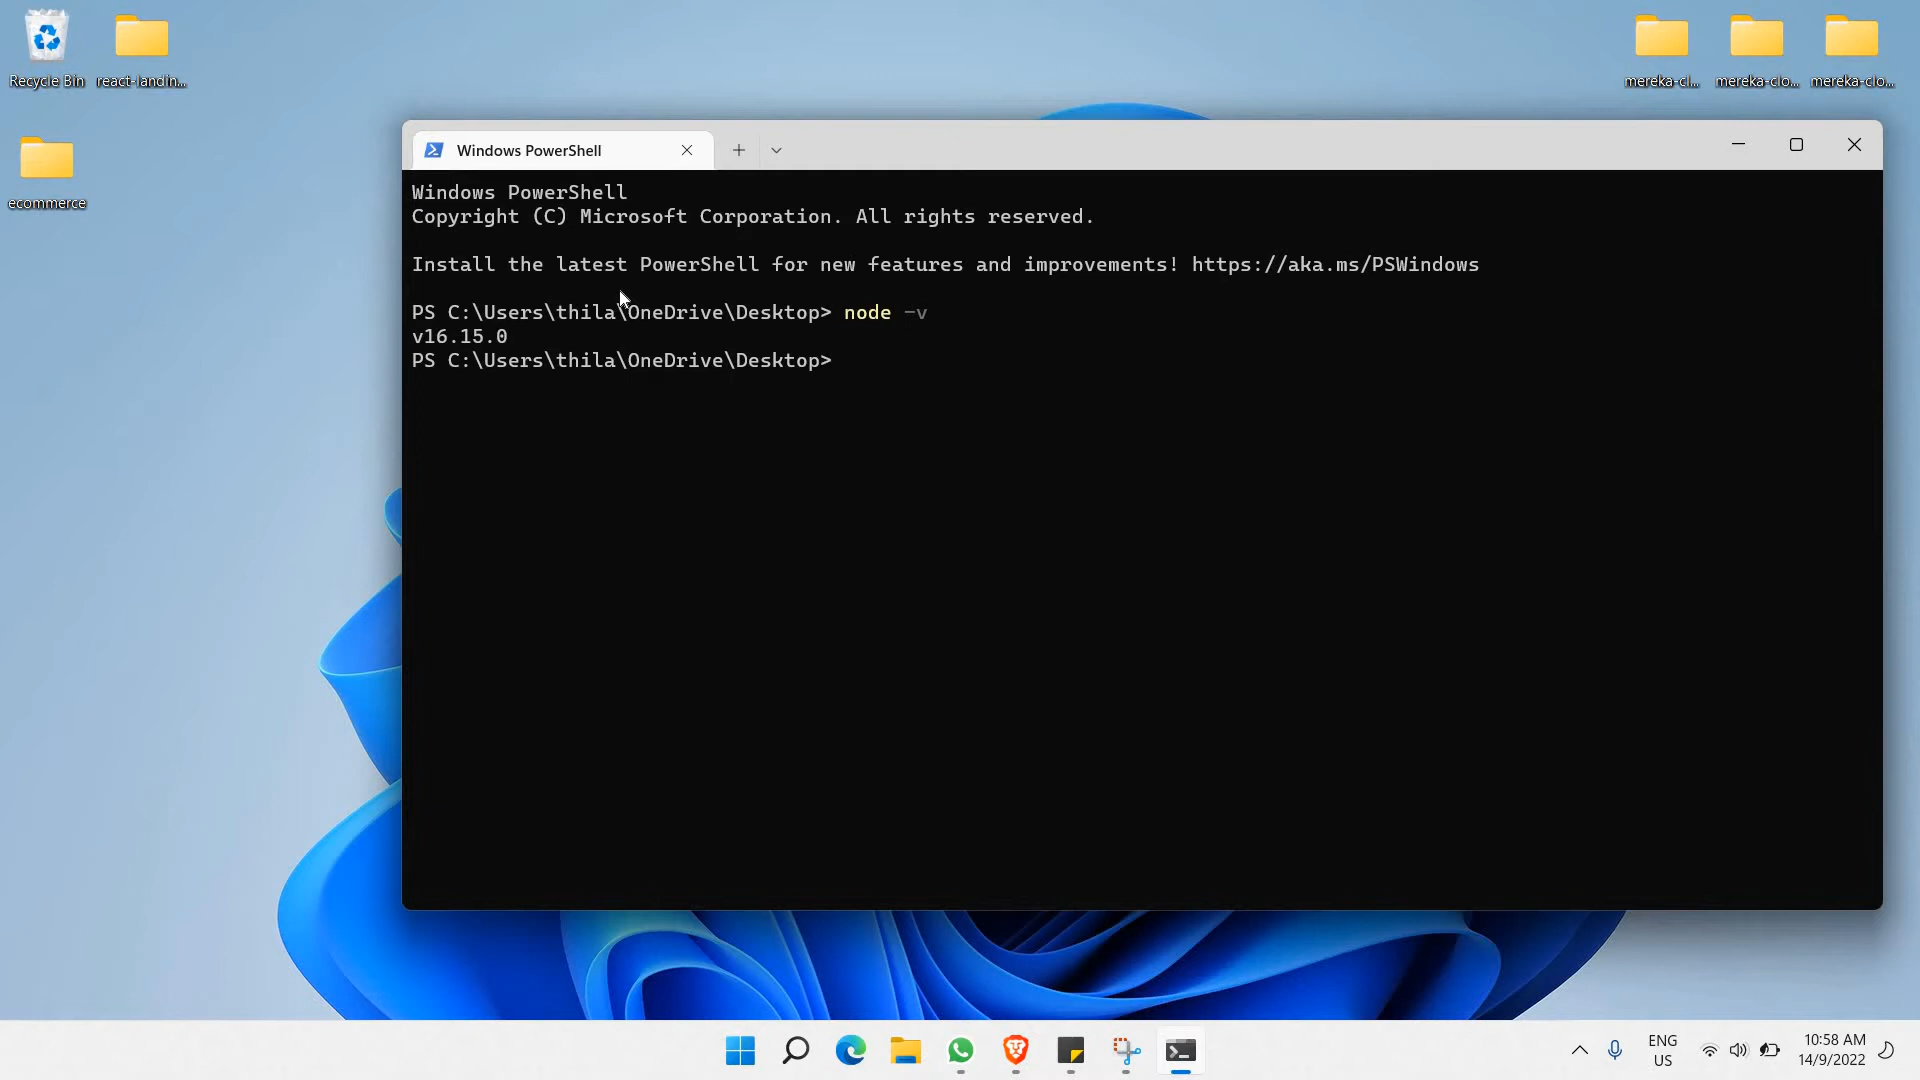 Recycle Bin
react-landin...
mereka-cl...
mereka-clo...
mereka-clo...
ecommerce
Windows PowerShell
Windows PowerShell
Copyright (C) Microsoft Corporation. All rights reserved.
Install the latest PowerShell for new features and improvements! https://aka.ms/PSWindows
PS C:\Users\thila\OneDrive\Desktop> node -v
v16.15.0
PS C:\Users\thila\OneDrive\Desktop>
ENG
US
10:58 AM
14/9/2022